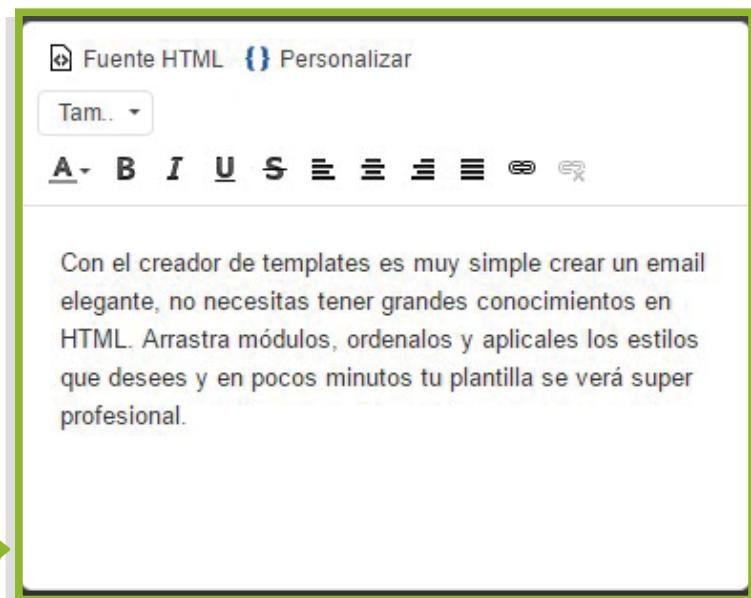 Fuente HTML {} Personalizar
Tam..
A B I U S
Con el creador de templates es muy simple crear un email
elegante, no necesitas tener grandes conocimientos en
HTML. Arrastra módulos, ordenalos y aplicales los estilos
que desees y en pocos minutos tu plantilla se verá super
profesional.